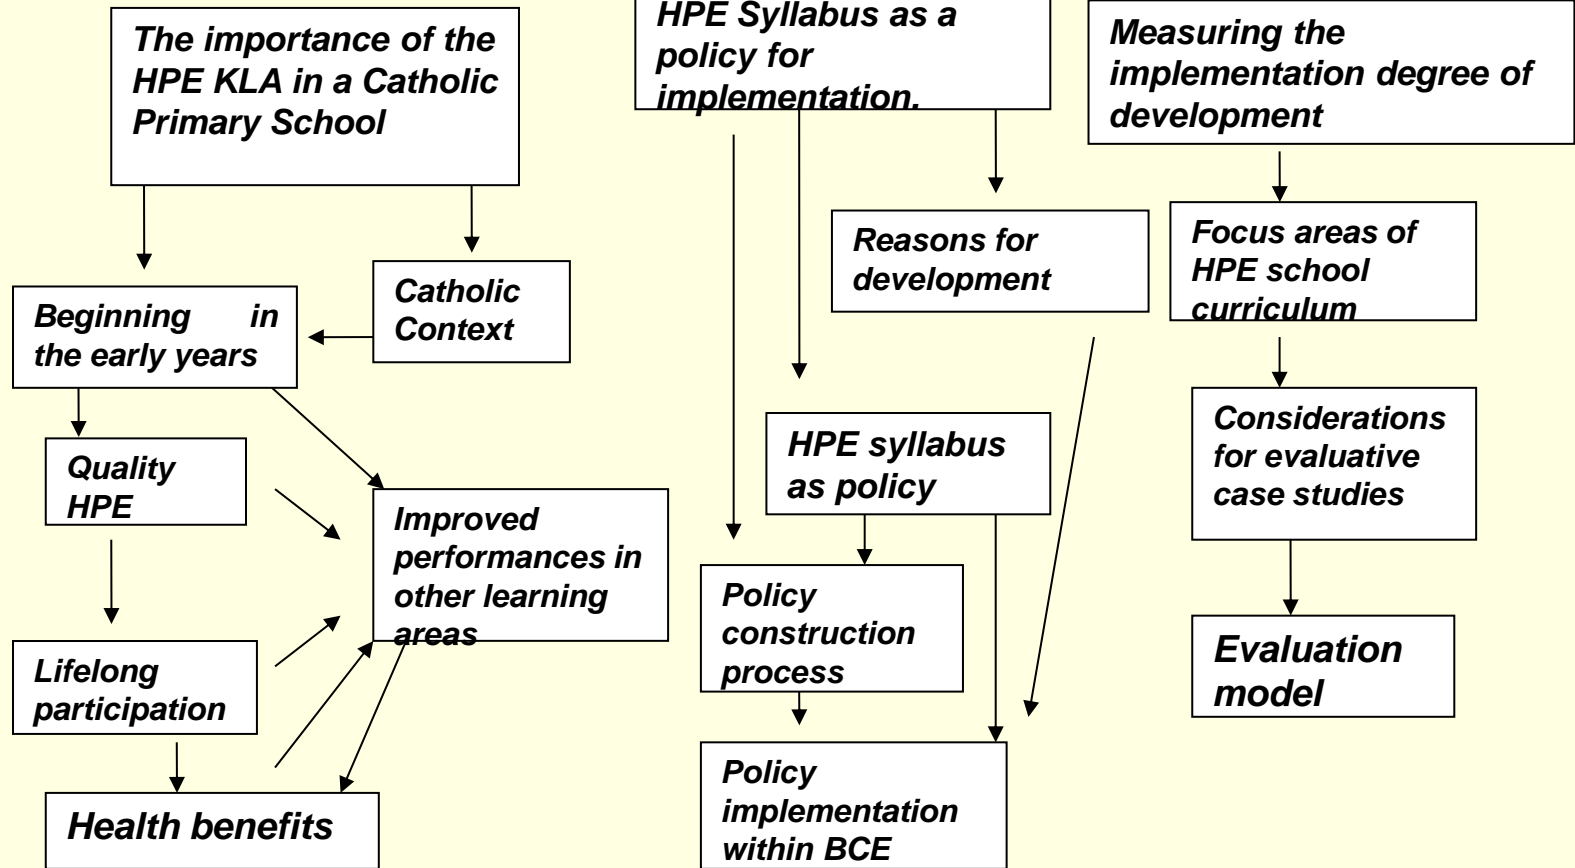 The importance of the
HPE KLA in a Catholic
Primary School
Beginning in
the early years
Catholic
Context
Quality
HPE
Improved
performances in
other learning
areas
Lifelong
participation
Health benefits
HPE Syllabus as a
policy for
implementation.
Reasons for
development
HPE syllabus
as policy
Policy
construction
process
Policy
implementation
within BCE
Measuring the
implementation degree of
development
Focus areas of
HPE school
curriculum
Considerations
for evaluative
case studies
Evaluation
model